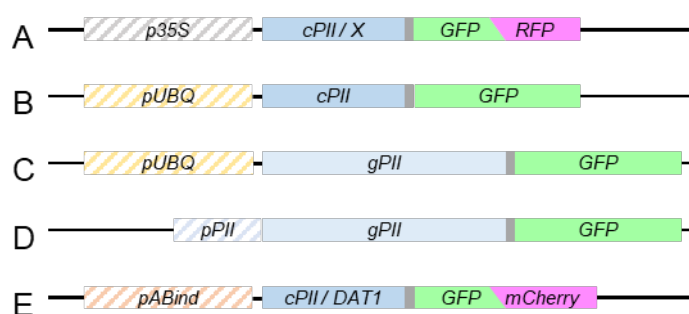 A p35S cPII / X GFP RFP
B pUBQ cPII GFP
C pUBQ gPII GFP
D pPII gPII GFP
E pABind cPII / DAT1 GFP mCherry